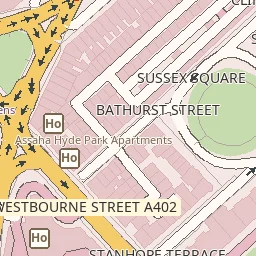 SUSSEX SQUARE
BATHURST STREET
Ho
Assaha Hyde Park Apartments
Ho
WESTBOURNE STREET A402
Ho
STANHOPE TERRACE